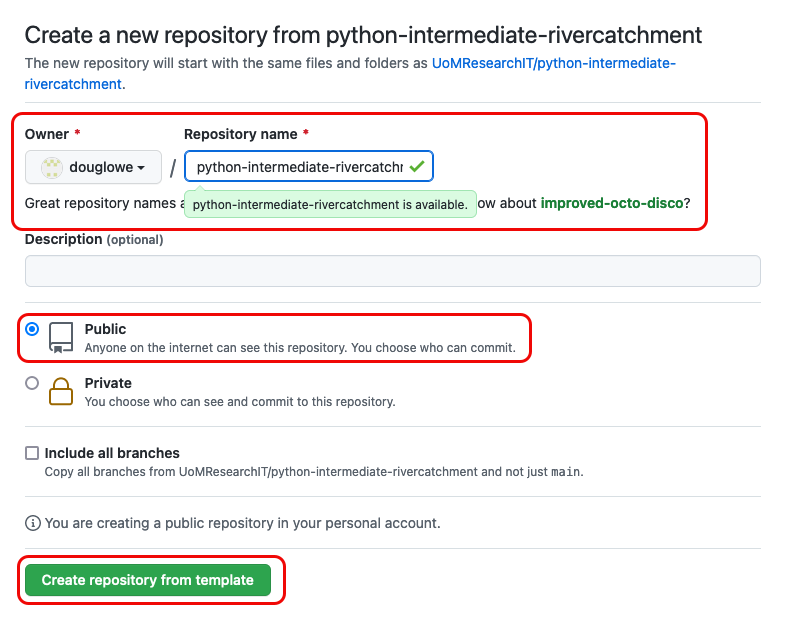 Create a new repository from python-intermediate-rivercatchment
The new repository will start with the same files and folders as UoMResearchIT/python-intermediate-
rivercatchment.
Owner * Repository name *
douglowe / python-intermediate-rivercatchr
Great repository names a ow about improved-octo-disco?
python-intermediate-rivercatchment is available.
Description (optional)
Public
Anyone on the internet can see this repository. You choose who can commit.
Private
You choose who can see and commit to this repository.
Include all branches
Copy all branches from UoMResearchIT/python-intermediate-rivercatchment and not just main.
You are creating a public repository in your personal account.
Create repository from template